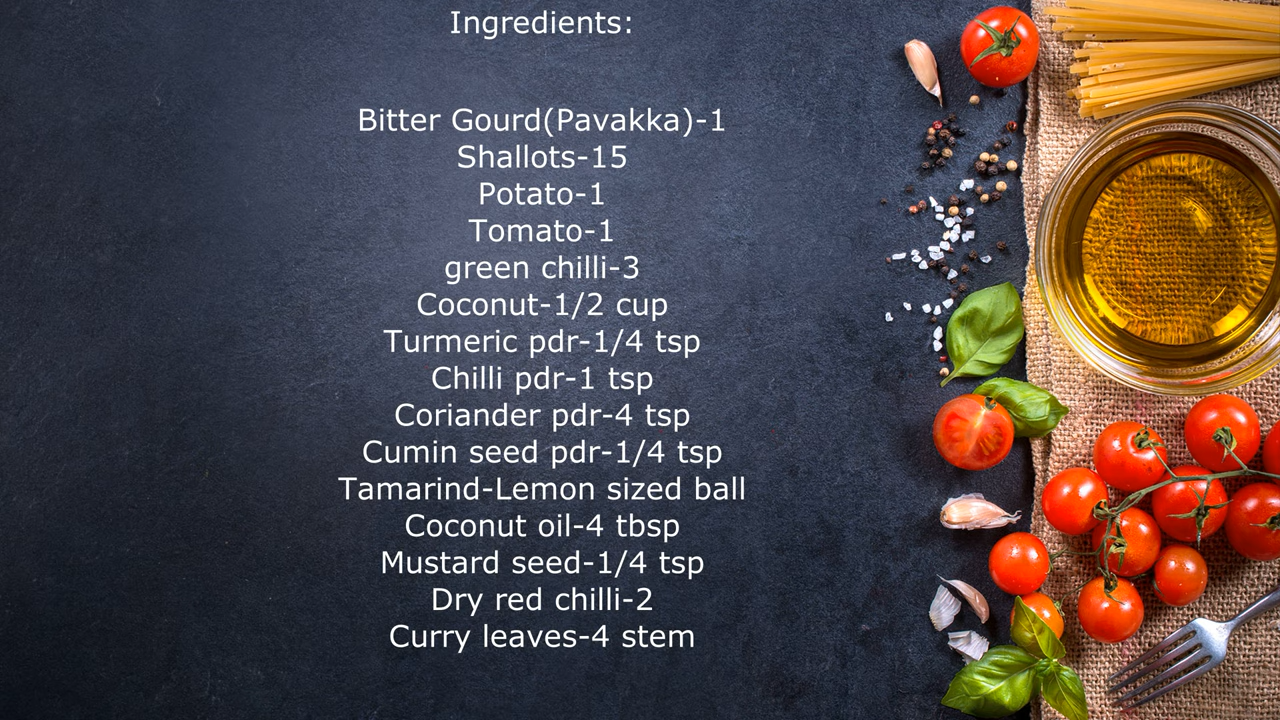 Ingredients:
Bitter Gourd(Pavakka)-1
Shallots-15
Potato-1
Tomato-1
green chilli-3
Coconut-1/2 cup
Turmeric pdr-1/4 tsp
Chilli pdr-1 tsp
Coriander pdr-4 tsp
Cumin seed pdr-1/4 tsp
Tamarind-Lemon sized ball
Coconut oil-4 tbsp
Mustard seed-1/4 tsp
Dry red chilli-2
Curry leaves-4 stem